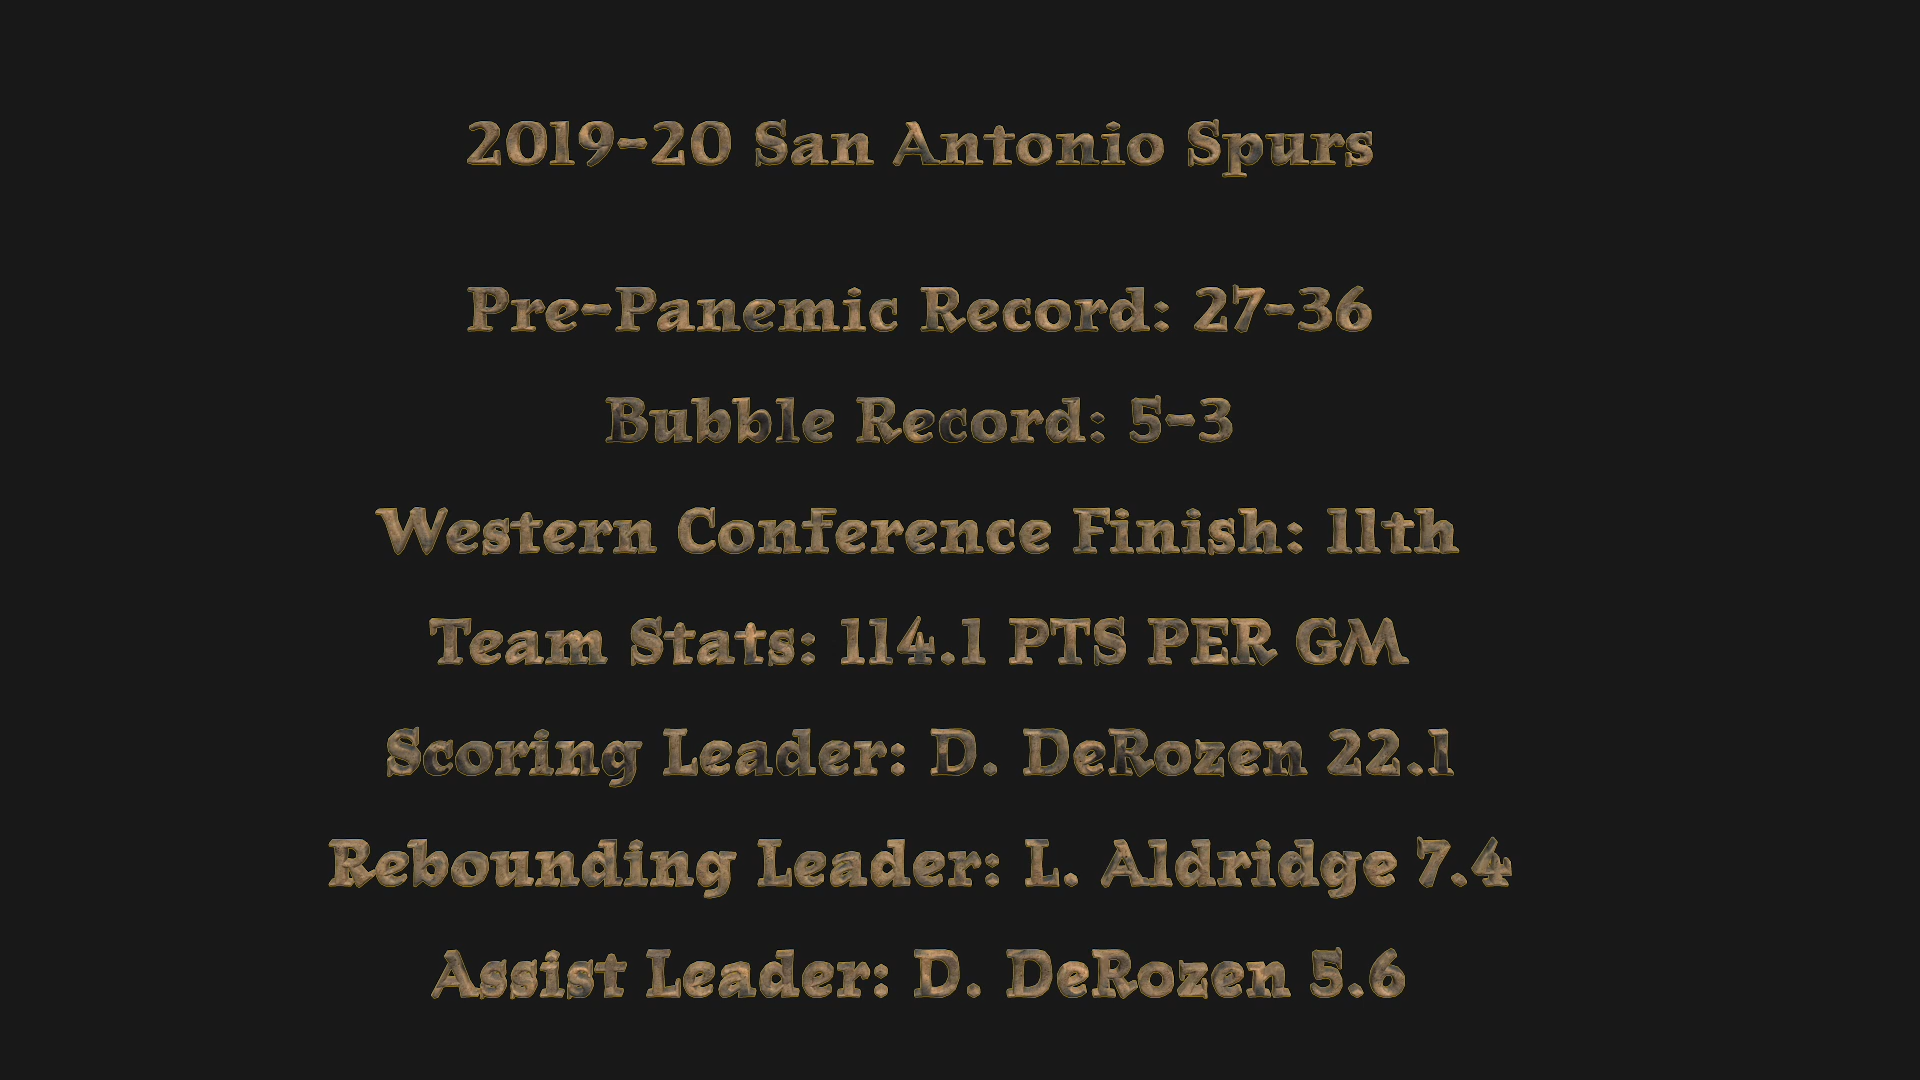 2019-20 San Antonio Spurs
Pre-Panemic Record: 27-36
Bubble Record: 5-3
Western Conference Finish: 11th
Team Stats: 114.1 PTS PER GM
Scoring Leader: D. DeRozen 22.1
Rebounding Leader: L. Aldridge 7.4
Assist Leader: D. DeRozen 5.6